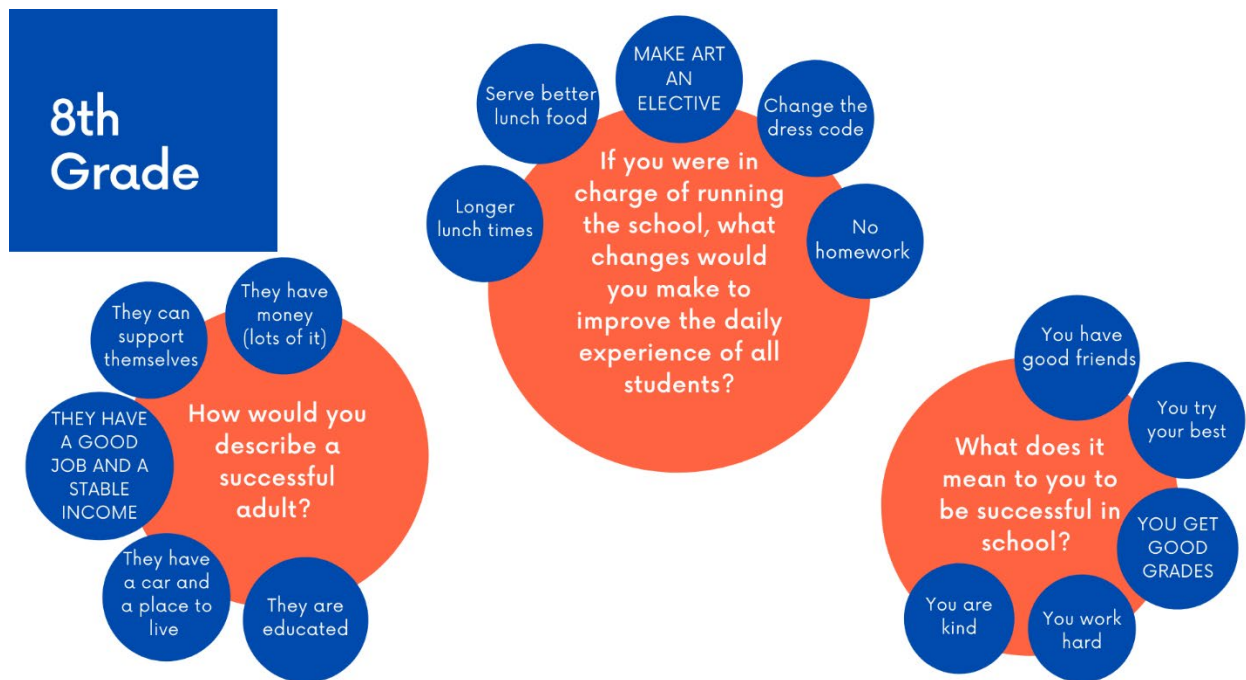 8th
Grade
Longer
lunch times
Serve better
lunch food
MAKE ART
AN
ELECTIVE
Change the
dress code
No
homework
If you were in
charge of running
the school, what
changes would
you make to
improve the daily
experience of all
students?
They have
money
(lots of it)
They can
support
themselves
THEY HAVE
A GOOD
JOB AND A
STABLE
INCOME
They have
a car and
a place to
live
They are
educated
How would you
describe a
successful
adult?
You have
good friends
You try
your best
YOU GET
GOOD
GRADES
You work
hard
You are
kind
What does it
mean to you to
be successful in
school?